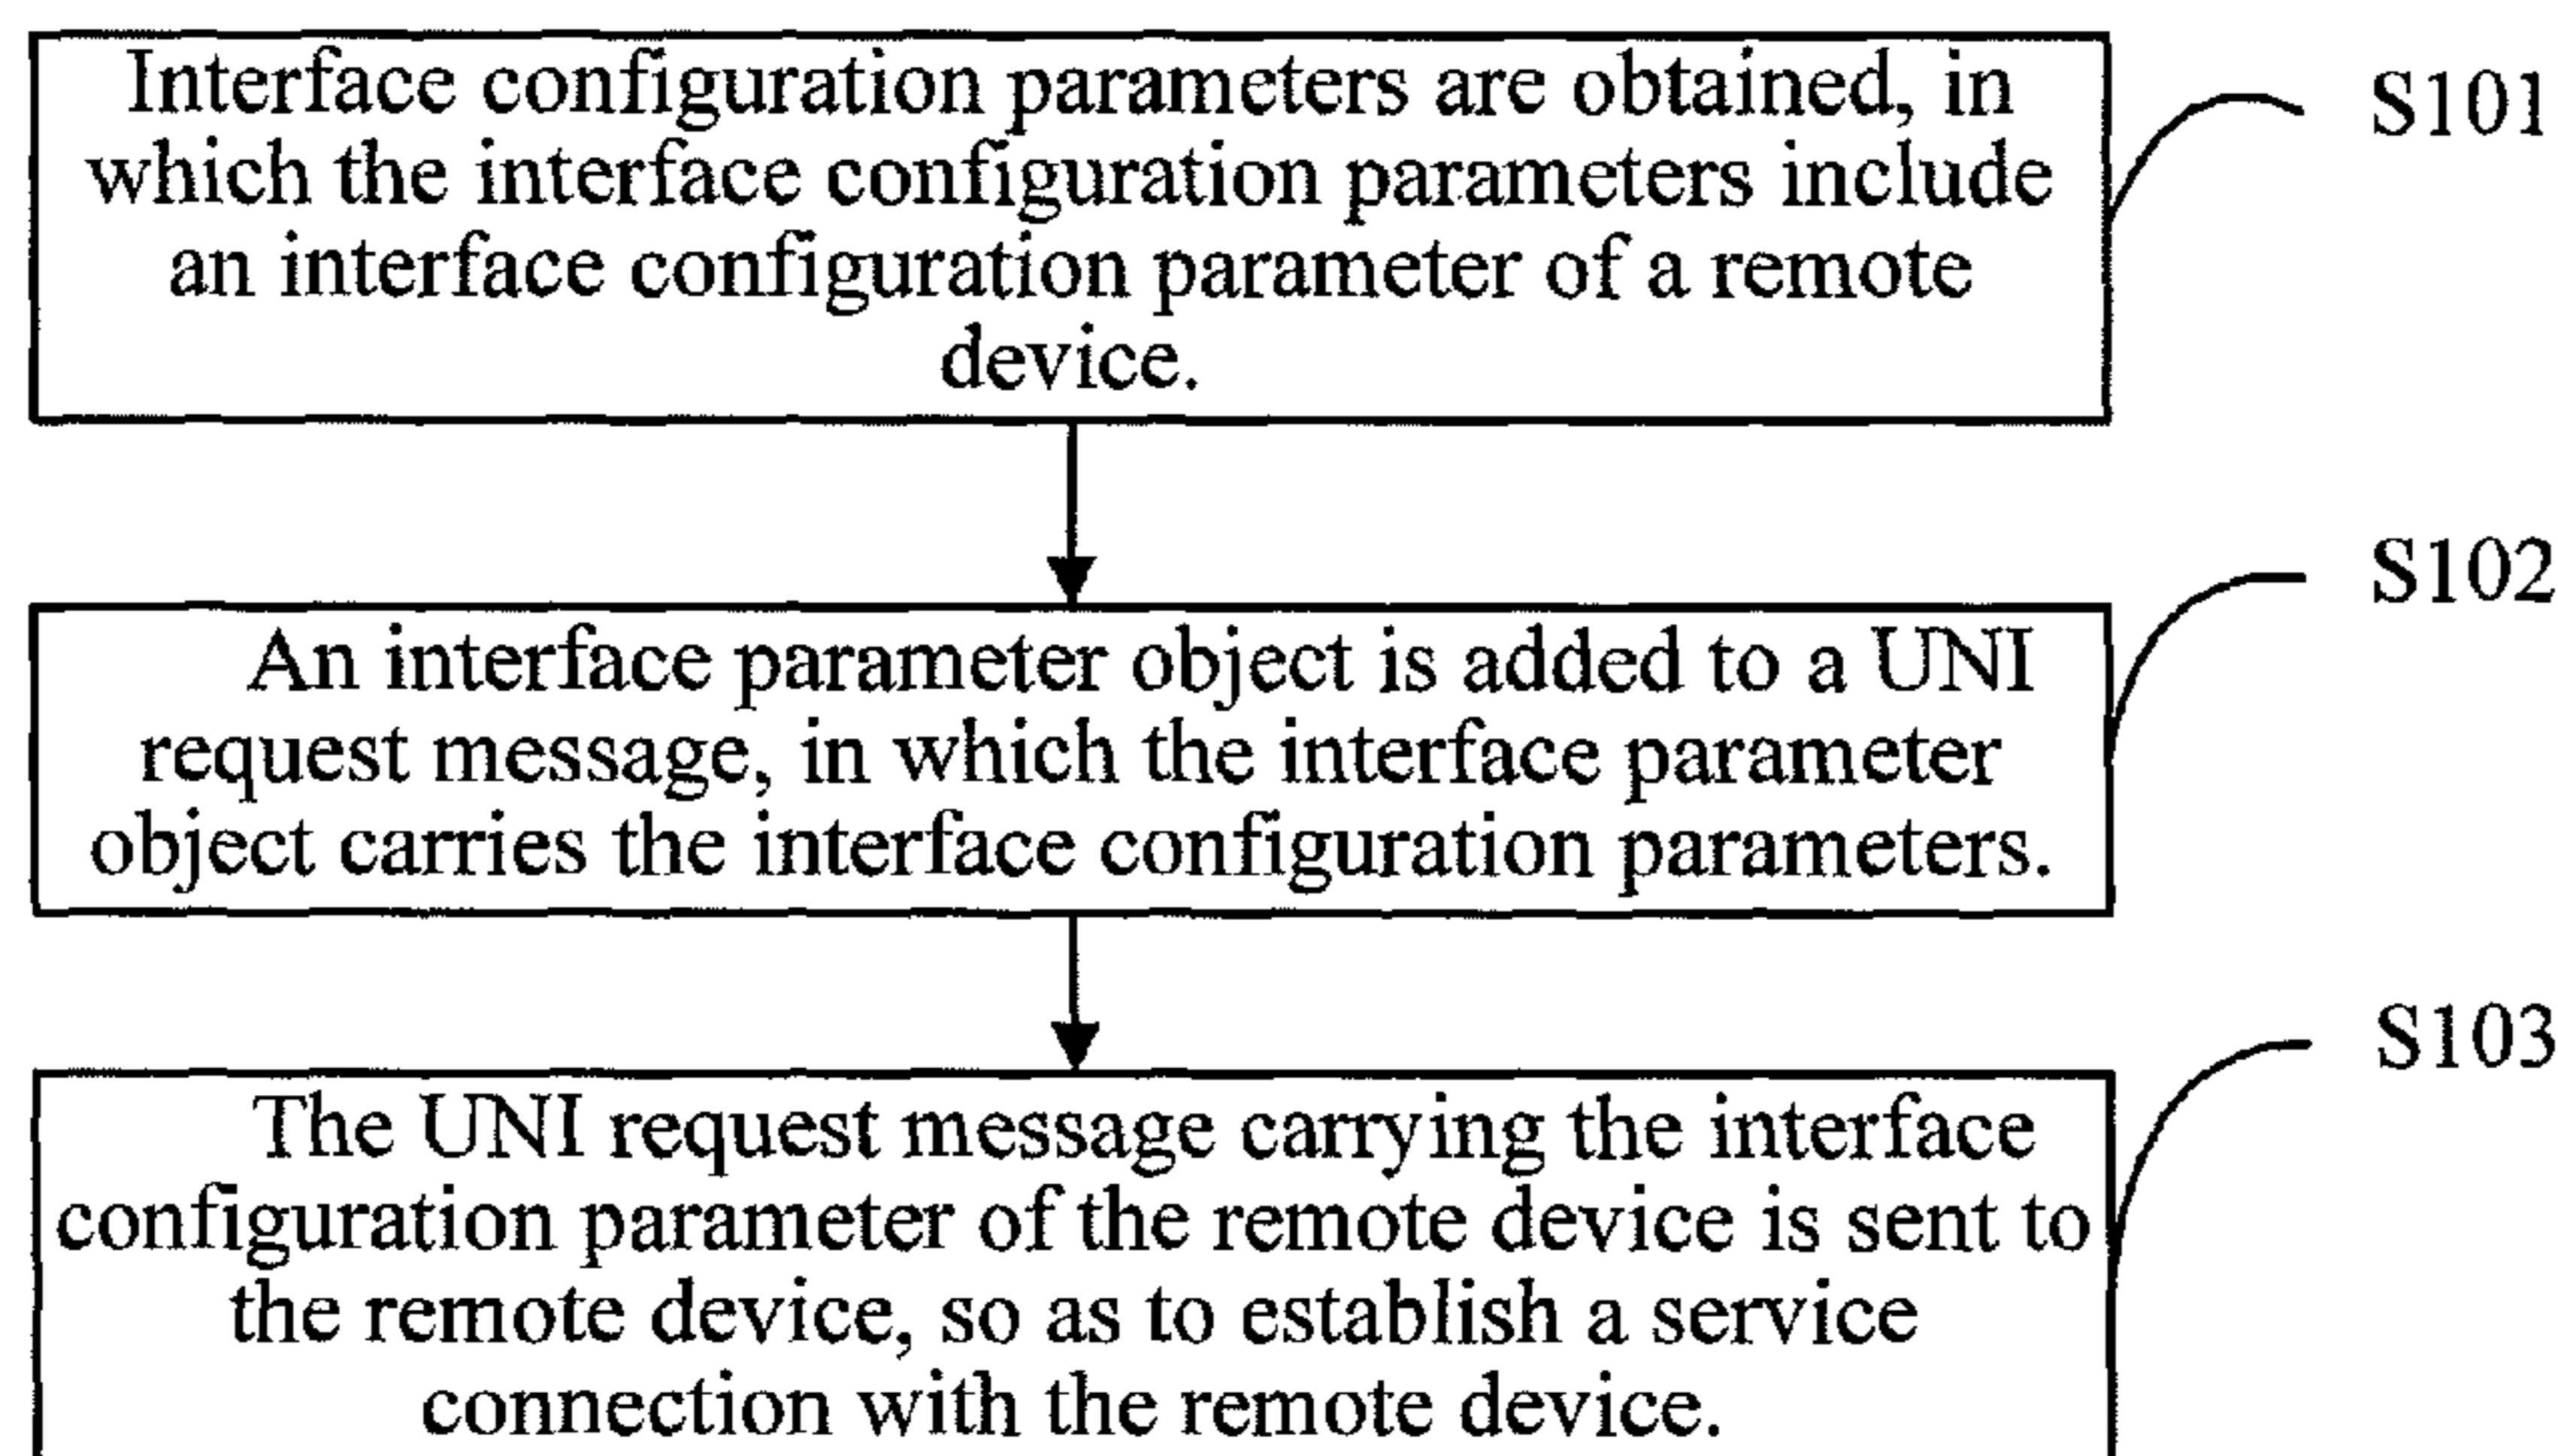 Interface configuration parameters are obtained, in
which the interface configuration parameters include
an interface configuration parameter of a remote
device.
S101
An interface parameter object is added to a UNI
request message, in which the interface parameter
object carries the interface configuration parameters.
S102
The UNI request message carrying the interface
configuration parameter of the remote device is sent to
the remote device, so as to establish a service
connection with the remote device.
S103